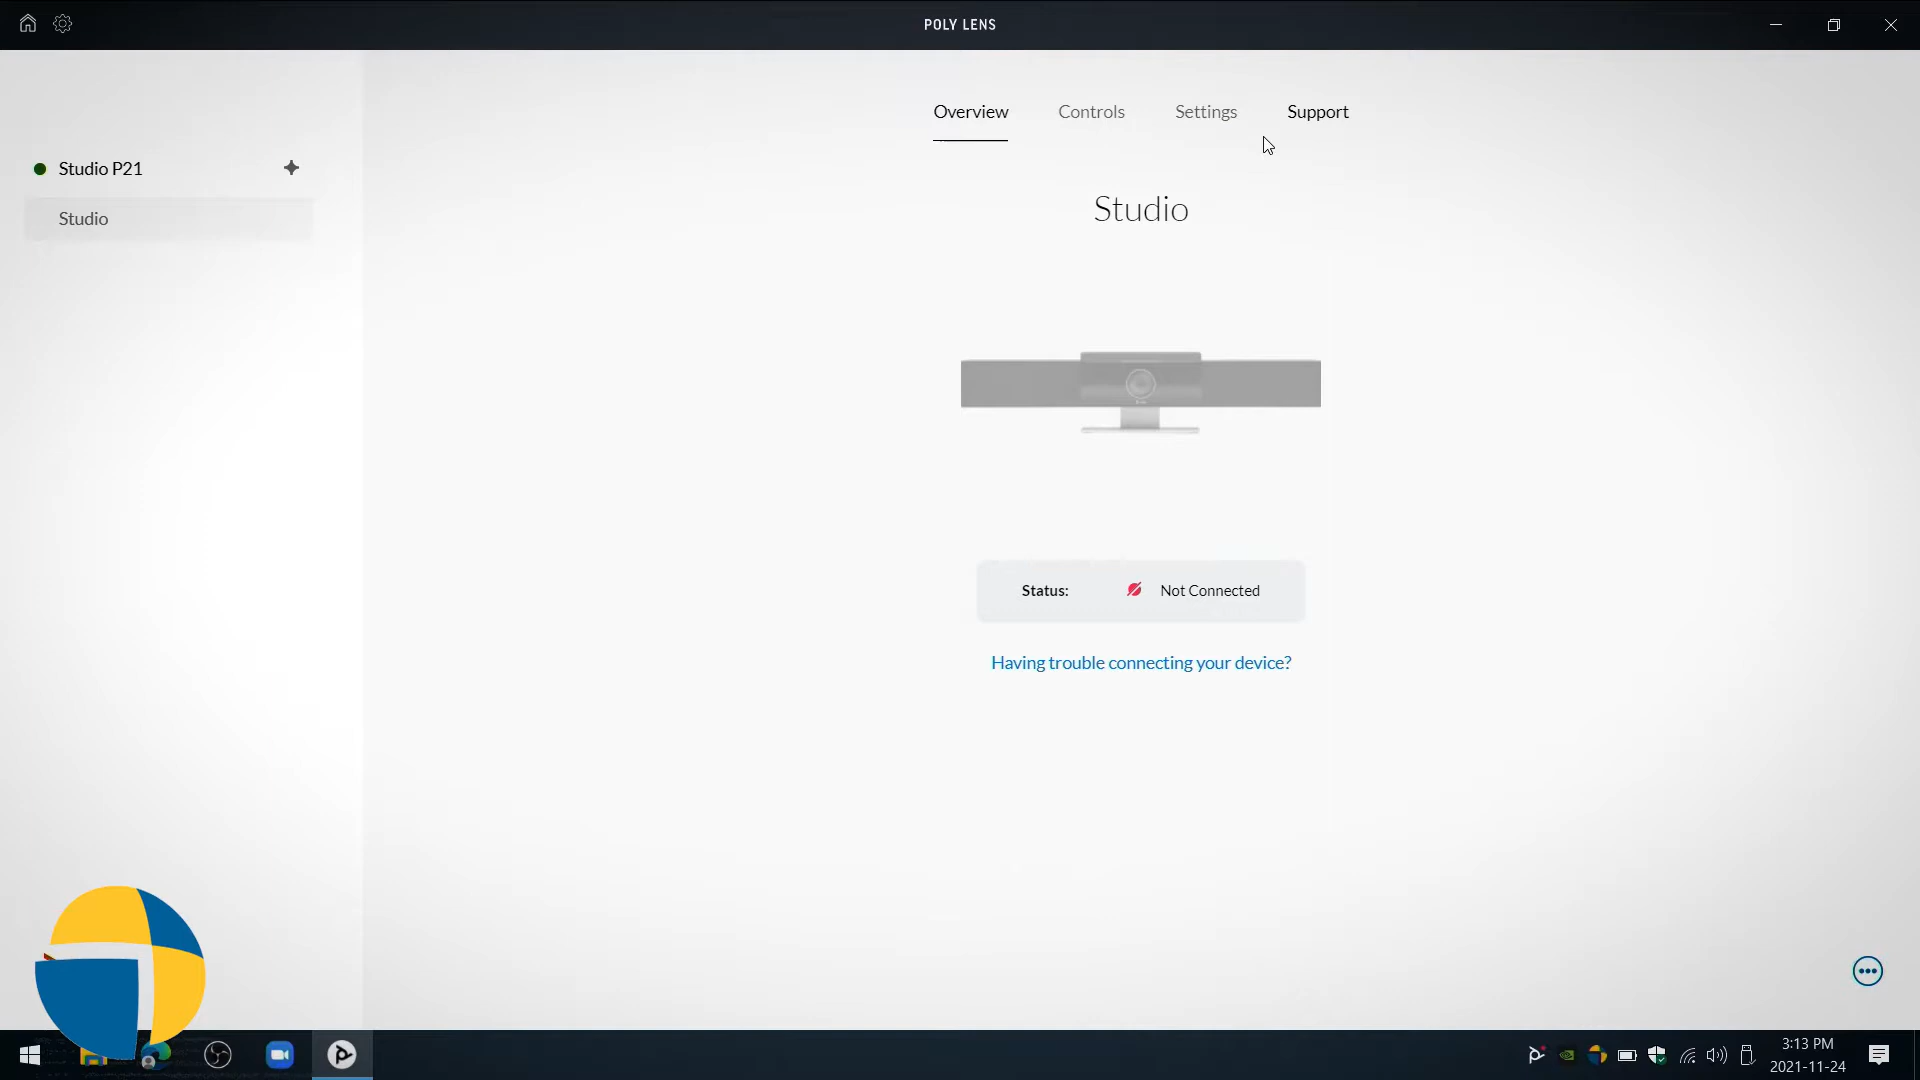 POLY LENS
Overview
Controls
Settings
Support
Studio P21
Studio
Studio
Status:
Not Connected
Having trouble connecting your device?
3:13 PM
2021-11-24